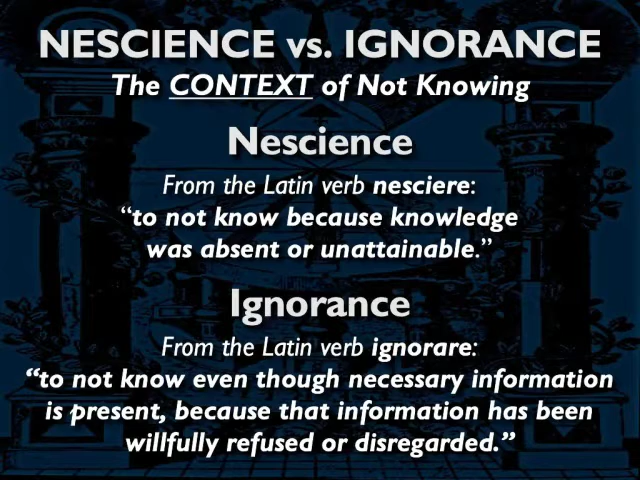 NESCIENCE vs. IGNORANCE
The CONTEXT of Not Knowing
Nescience
From the Latin verb nesciere:
“to not know because knowledge
was absent or unattainable.”
Ignorance
From the Latin verb ignorare:
“to not know even though necessary information
is present, because that information has been
willfully refused or disregarded.”